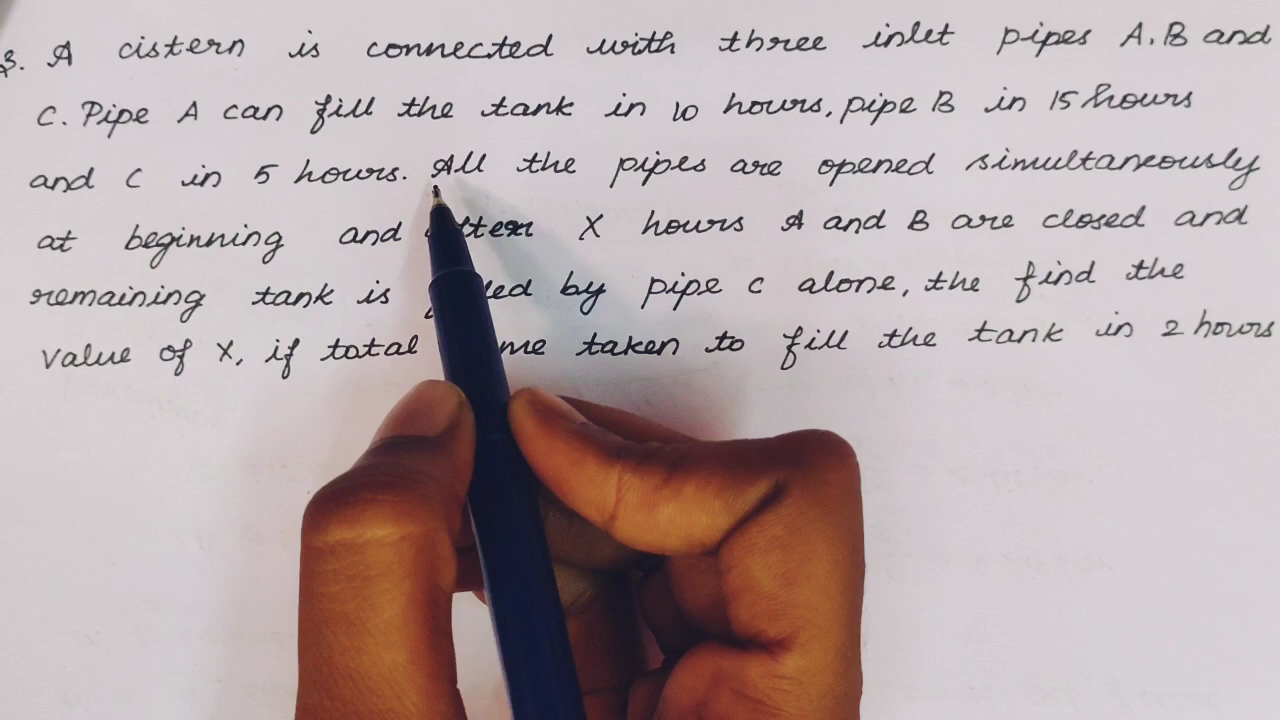 3. A cistern is connected with three inlet pipes A, B and
C. Pipe A can fill the tank in 10 hours, pipe B in 15 hours
and C in 5 hours. All the pipes are opened simultaneously
at beginning and X hours A and B are closed and
remaining tank is by pipe C alone, the find the
value of X, if total taken to fill the tank in 2 hours